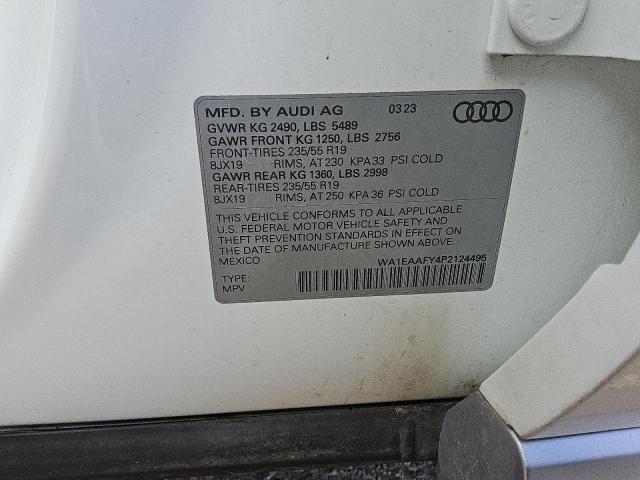 MFD. BY AUDI AG 03 23
GVWR KG 2490, LBS 5489
GAWR FRONT KG 1250, LBS 2756
FRONT-TIRES 235/55 R19
8JX19 RIMS, AT 230 KPA 33 PSI COLD
GAWR REAR KG 1360, LBS 2998
REAR-TIRES 235/55 R19
8JX19 RIMS, AT 250 KPA 36 PSI COLD
THIS VEHICLE CONFORMS TO ALL APPLICABLE
U.S. FEDERAL MOTOR VEHICLE SAFETY AND
THEFT PREVENTION STANDARDS IN EFFECT ON
THE DATE OF MANUFACTURE SHOWN ABOVE.
MEXICO WA1EAAFY4P2124495
TYPE:
MPV